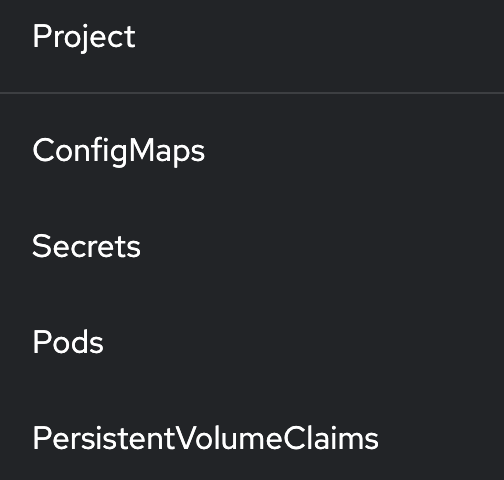 Project
ConfigMaps
Secrets
Pods
PersistentVolumeClaims